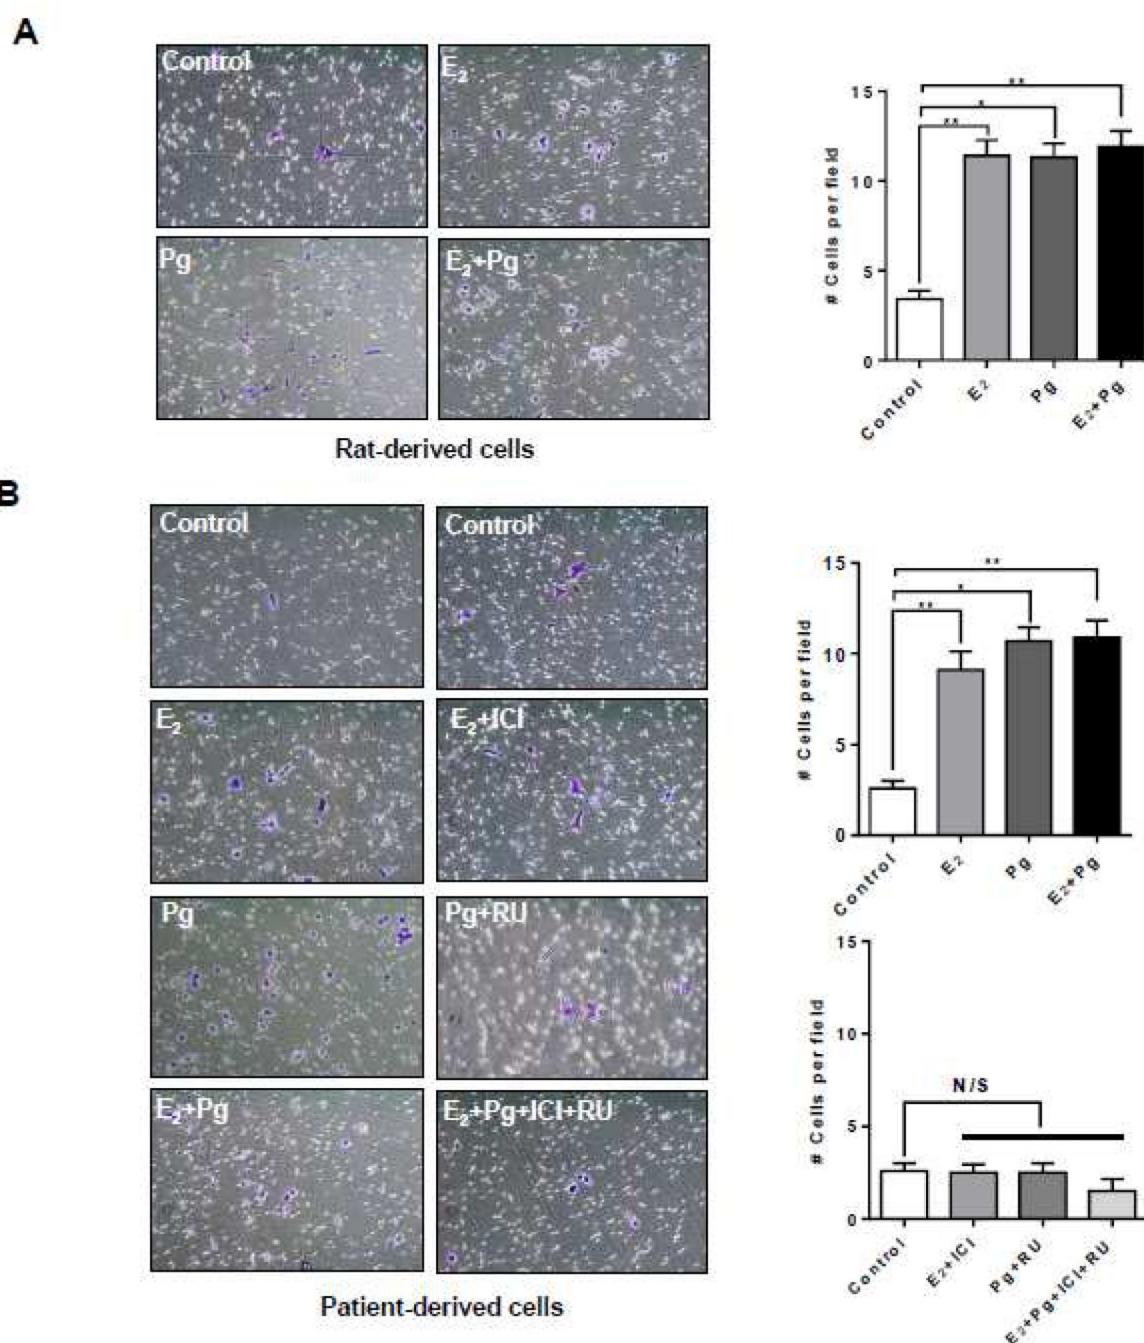 A
Control
E₂
Pg
E₂+Pg
Rat-derived cells
# Cells per field
15
10
5
0
**
*
**
Control
E₂
Pg
E₂+Pg
B
Control
Control
E₂
E₂+ICI
Pg
Pg+RU
E₂+Pg
E₂+Pg+ICI+RU
Patient-derived cells
# Cells per field
15
10
5
0
**
*
**
Control
E₂
Pg
E₂+Pg
# Cells per field
15
10
5
0
N/S
Control
E₂+ICI
Pg+RU
E₂+Pg+ICI+RU